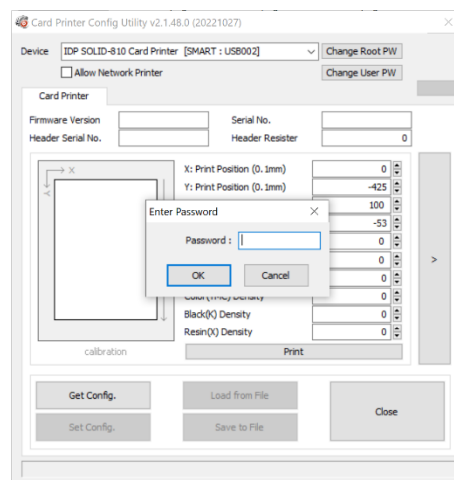 Card Printer Config Utility v2.1.48.0 (20221027)
Device IDP SOLID-810 Card Printer [SMART : USB002] Change Root PW
Allow Network Printer Change User PW
Card Printer
Firmware Version Serial No.
Header Serial No. Header Resister 0
X X: Print Position (0.1mm) 0
Y Y: Print Position (0.1mm) -425
100
Enter Password
-53
Password : 0
0
OK Cancel
0
Density 0
Black(K) Density 0
Resin(X) Density 0
calibration Print
>
Get Config. Load from File
Close
Set Config. Save to File